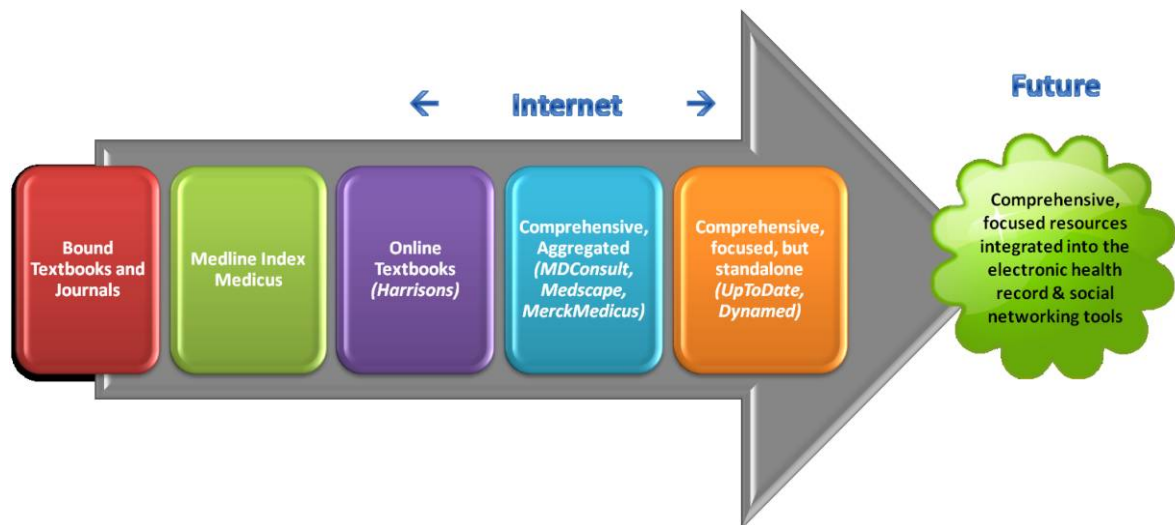 ← Internet →
Future
Bound
Textbooks and
Journals
Medline Index
Medicus
Online
Textbooks
(Harrisons)
Comprehensive,
Aggregated
(MDConsult,
Medscape,
MerckMedicus)
Comprehensive,
focused, but
standalone
(UpToDate,
Dynamed)
Comprehensive,
focused resources
integrated into the
electronic health
record & social
networking tools